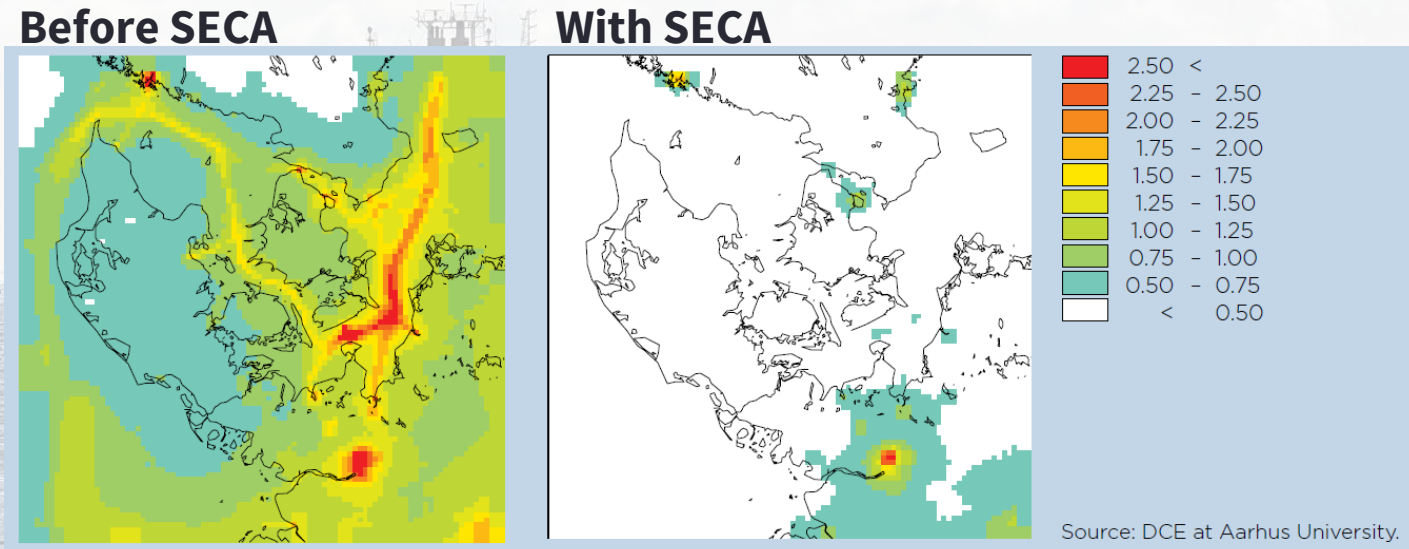 Before SECA
With SECA
2.50 <
2.25 - 2.50
2.00 - 2.25
1.75 - 2.00
1.50 - 1.75
1.25 - 1.50
1.00 - 1.25
0.75 - 1.00
0.50 - 0.75
< 0.50
Source: DCE at Aarhus University.